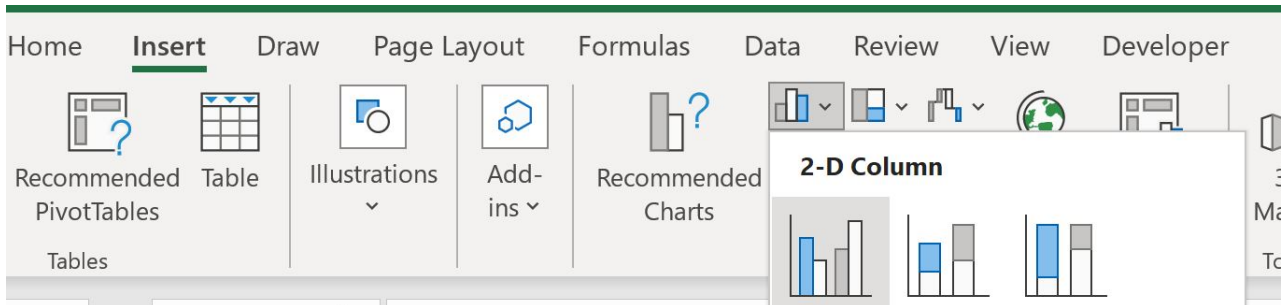 Home Insert Draw Page Layout Formulas Data Review View Developer
Recommended
PivotTables
Table
Illustrations
Add-
ins
Recommended
Charts
2-D Column
Tables